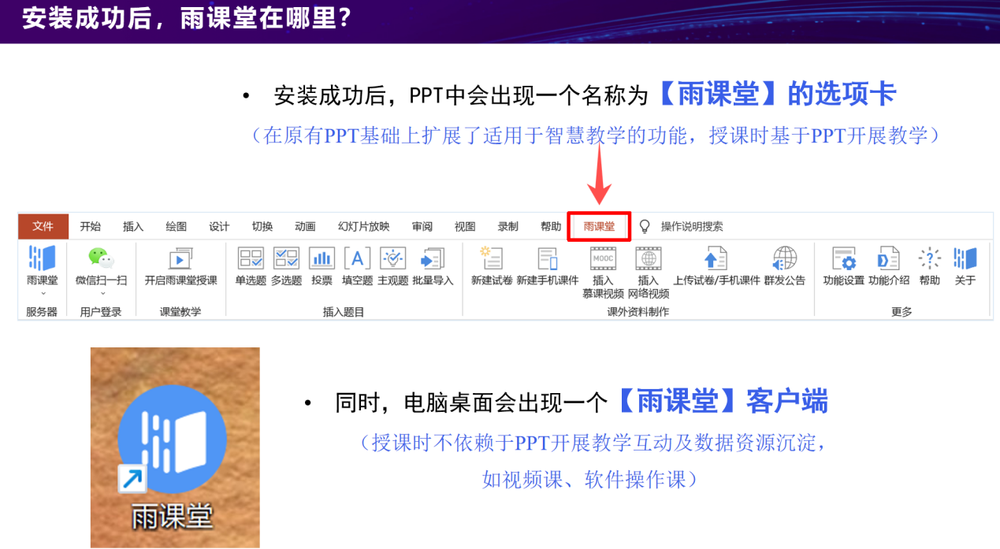 安装成功后，雨课堂在哪里？
• 安装成功后，PPT中会出现一个名称为【雨课堂】的选项卡
（在原有PPT基础上扩展了适用于智慧教学的功能，授课时基于PPT开展教学）
文件 开始 插入 绘图 设计 切换 动画 幻灯片放映 审阅 视图 录制 帮助 雨课堂 操作说明搜索
MOOC
雨课堂 微信扫一扫 开启雨课堂授课 单选题 多选题 投票 填空题 主观题 批量导入 新建试卷 新建手机课件 插入 插入 上传试卷/手机课件 群发公告 功能设置 功能介绍 帮助 关于
慕课视频 网络视频
服务器 用户登录 课堂教学 插入题目 课外资料制作 更多
• 同时，电脑桌面会出现一个【雨课堂】客户端
（授课时不依赖于PPT开展教学互动及数据资源沉淀，
如视频课、软件操作课）
雨课堂